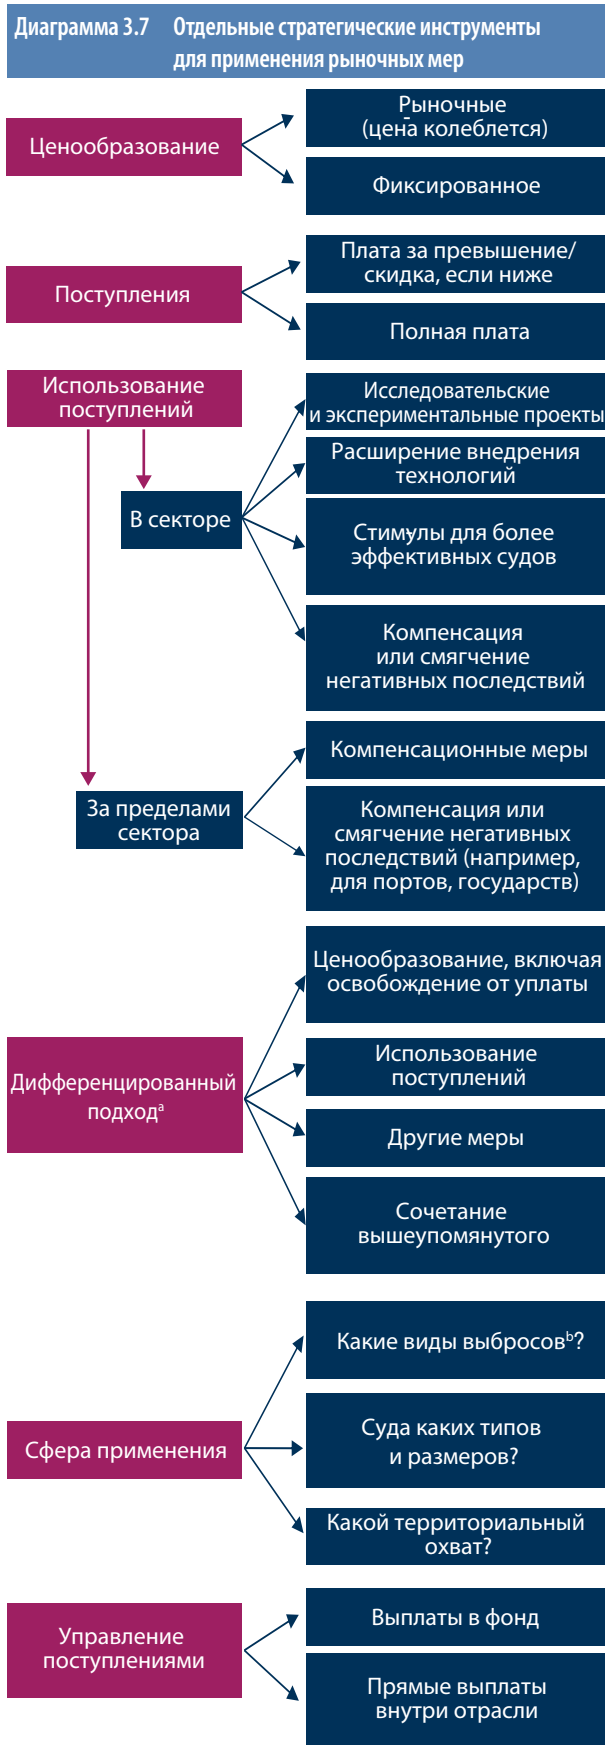 Диаграмма 3.7 Отдельные стратегические инструменты
для применения рыночных мер
Ценообразование
Рыночные
(цена колеблется)
Фиксированное
Поступления
Плата за превышение/
скидка, если ниже
Полная плата
Использование
поступлений
В секторе
Исследовательские
и экспериментальные проекты
Расширение внедрения
технологий
Стимулы для более
эффективных судов
Компенсация
или смягчение
негативных последствий
За пределами
сектора
Компенсационные меры
Компенсация или
смягчение негативных
последствий (например,
для портов, государств)
Дифференцированный
подходᵃ
Ценообразование, включая
освобождение от уплаты
Использование
поступлений
Другие меры
Сочетание
вышеупомянутого
Сфера применения
Какие виды выбросовᵇ?
Суда каких типов
и размеров?
Какой территориальный
охват?
Управление
поступлениями
Выплаты в фонд
Прямые выплаты
внутри отрасли